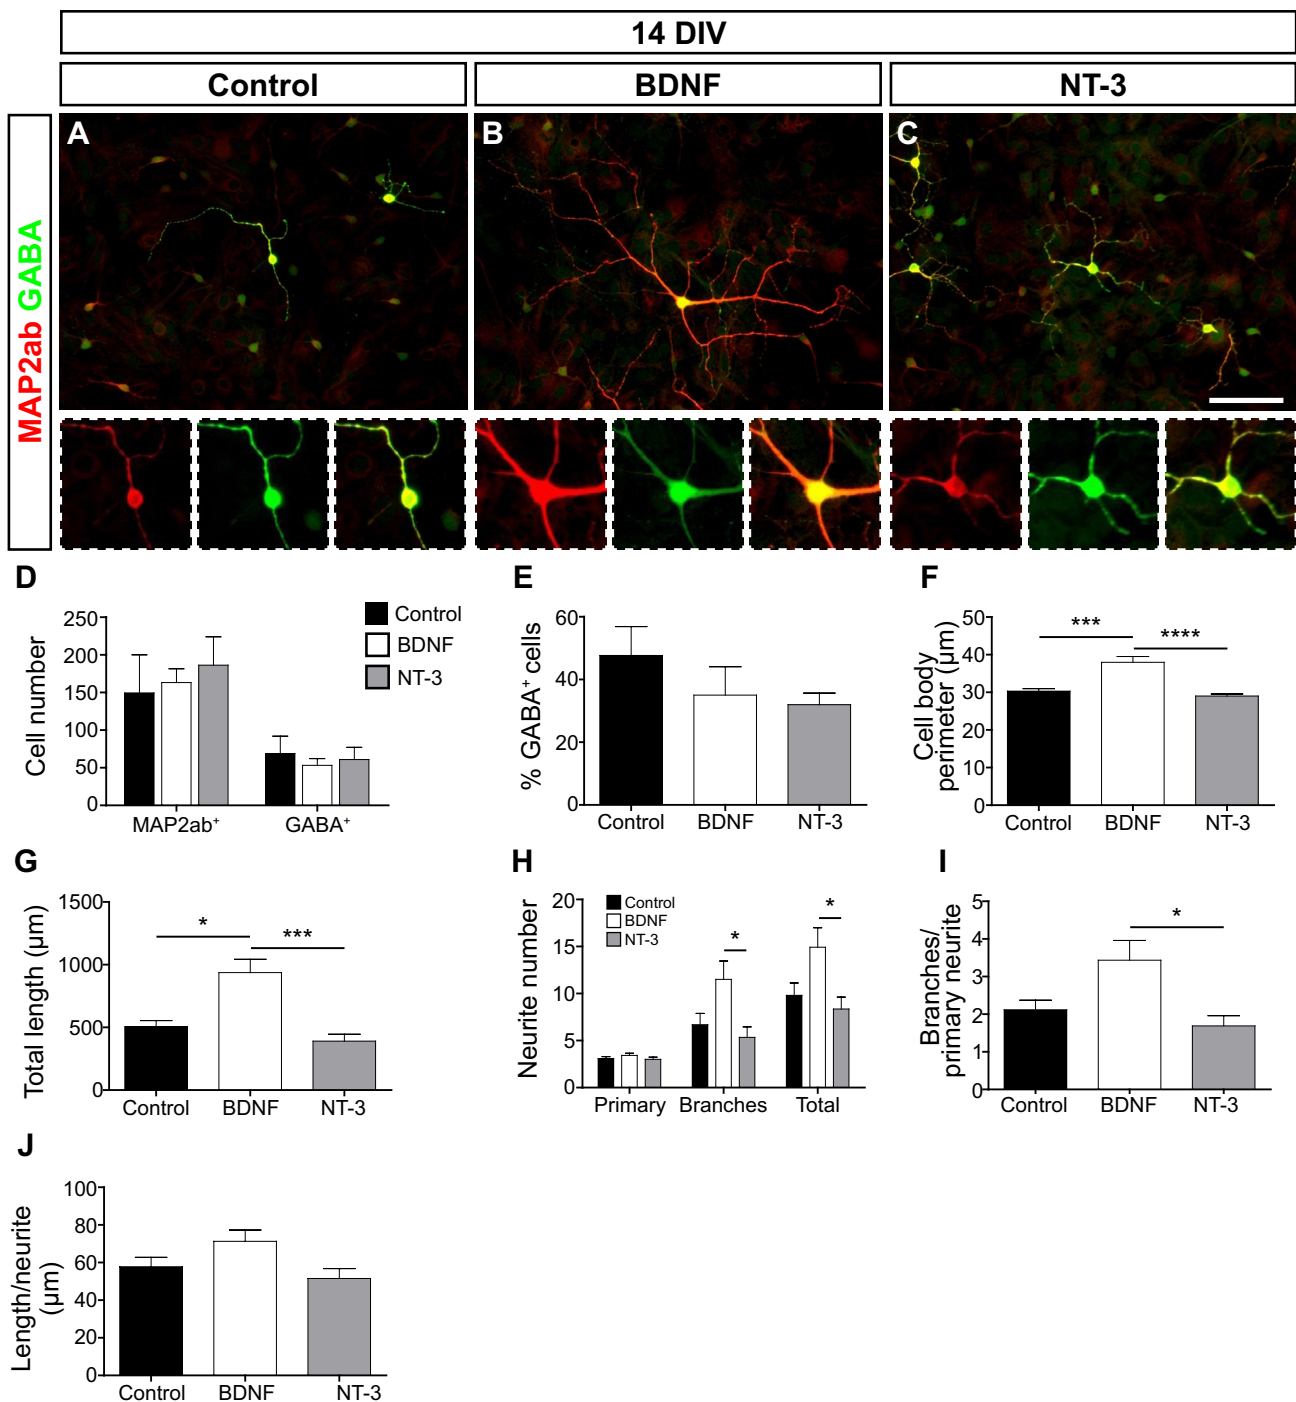 14 DIV
Control
BDNF
NT-3
MAP2ab GABA
A
B
C
D
Cell number
250
200
150
100
50
0
MAP2ab⁺
GABA⁺
Control
BDNF
NT-3
E
% GABA⁺ cells
60
40
20
0
Control
BDNF
NT-3
F
Cell body
perimeter (µm)
50
40
30
20
10
0
***
****
Control
BDNF
NT-3
G
Total length (µm)
1500
1000
500
0
*
***
Control
BDNF
NT-3
H
Neurite number
20
15
10
5
0
Control
BDNF
NT-3
*
*
Primary
Branches
Total
I
Branches/
primary neurite
5
4
3
2
1
0
*
Control
BDNF
NT-3
J
Length/neurite
(µm)
100
80
60
40
20
0
Control
BDNF
NT-3